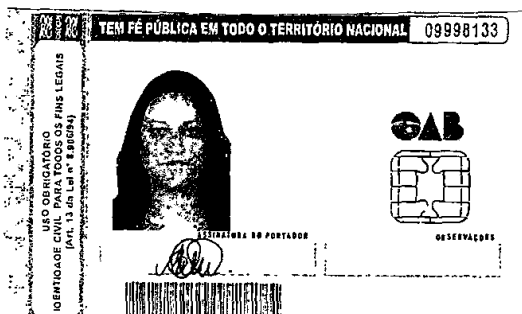 TEM FÉ PÚBLICA EM TODO O TERRITÓRIO NACIONAL 09998133
USO OBRIGATÓRIO
IDENTIDADE CIVIL PARA TODOS OS FINS LEGAIS
(Art. 13 da Lei n° 8.906/94)
OAB
ASSINATURA DO PORTADOR
OBSERVAÇÕES